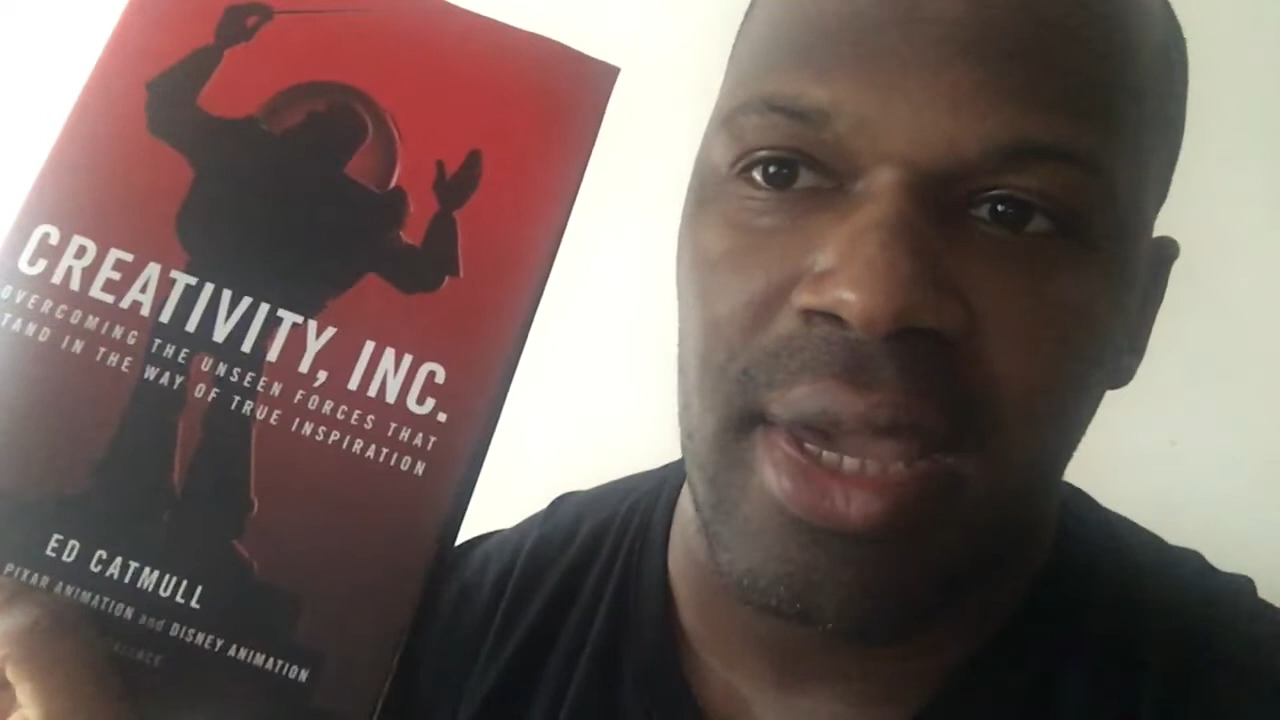 CREATIVITY, INC.
OVERCOMING THE UNSEEN FORCES THAT
TAND IN THE WAY OF TRUE INSPIRATION
ED CATMULL
PIXAR ANIMATION and DISNEY ANIMATION